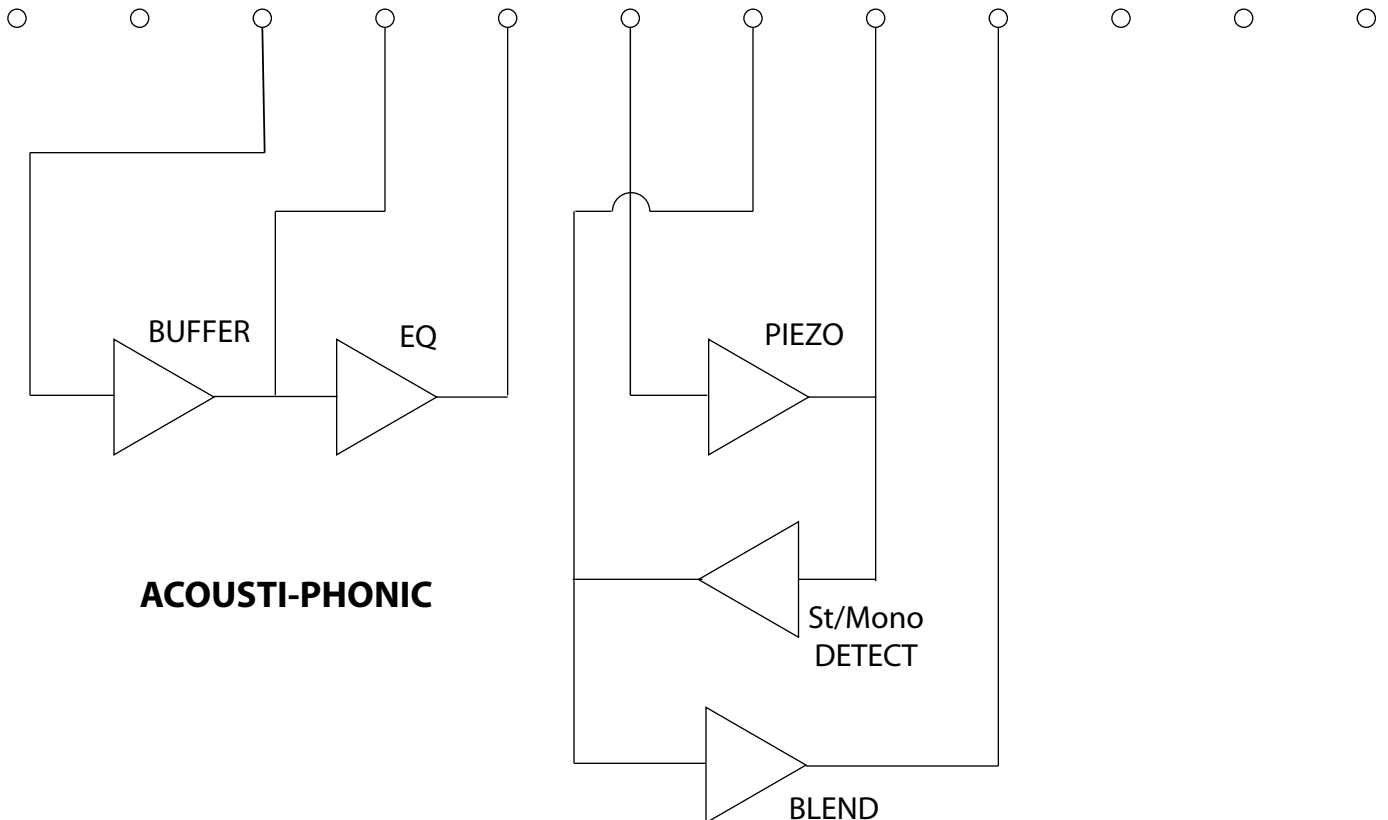 BUFFER
EQ
PIEZO
ACOUSTI-PHONIC
St/Mono
DETECT
BLEND